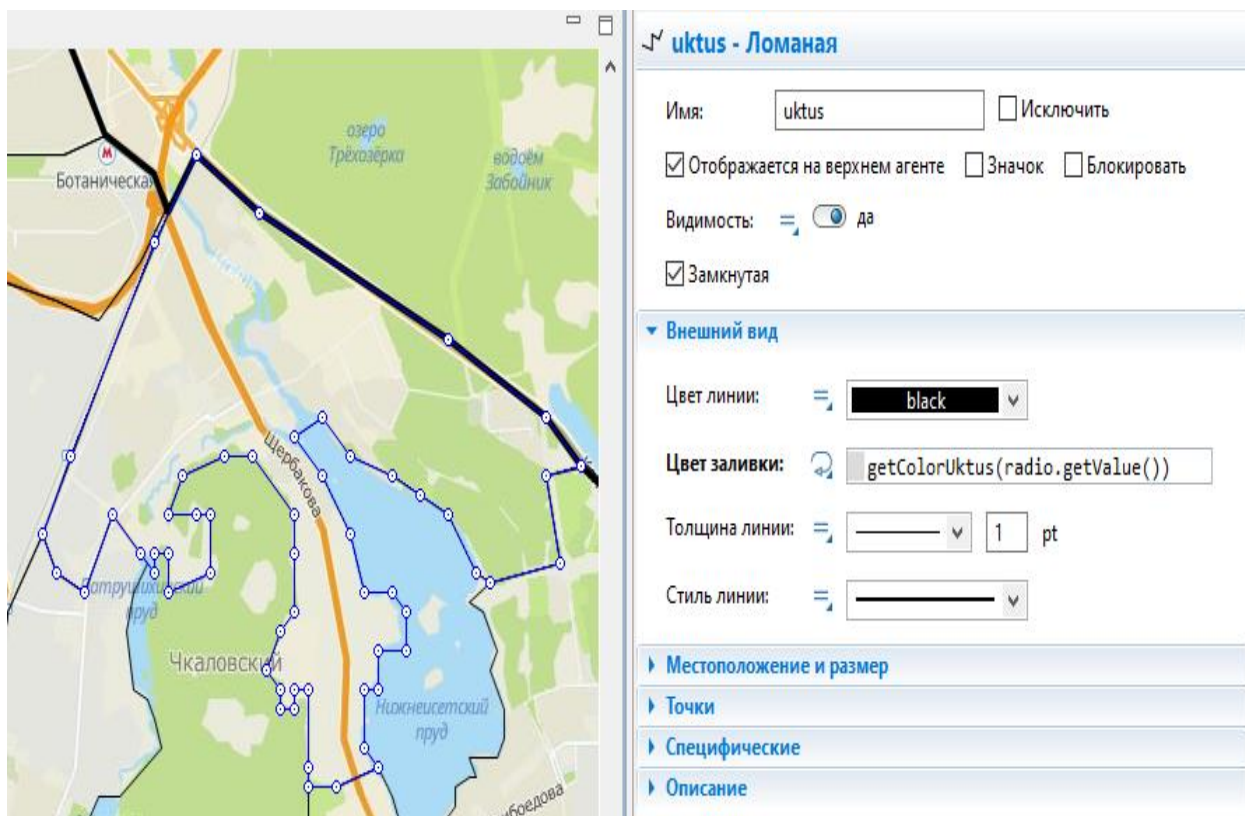 uktus - Ломаная
Имя: uktus Исключить
Отображается на верхнем агенте Значок Блокировать
Видимость: да
Замкнутая
Внешний вид
Цвет линии: black
Цвет заливки: getColorUktus(radio.getValue())
Толщина линии: 1 pt
Стиль линии:
Местоположение и размер
Точки
Специфические
Описание
озеро
Трёхозёрка
водоём
Забойник
М
Ботаническая
Щербакова
Патрушихинский
пруд
Чкаловский
Нижнеисетский
пруд